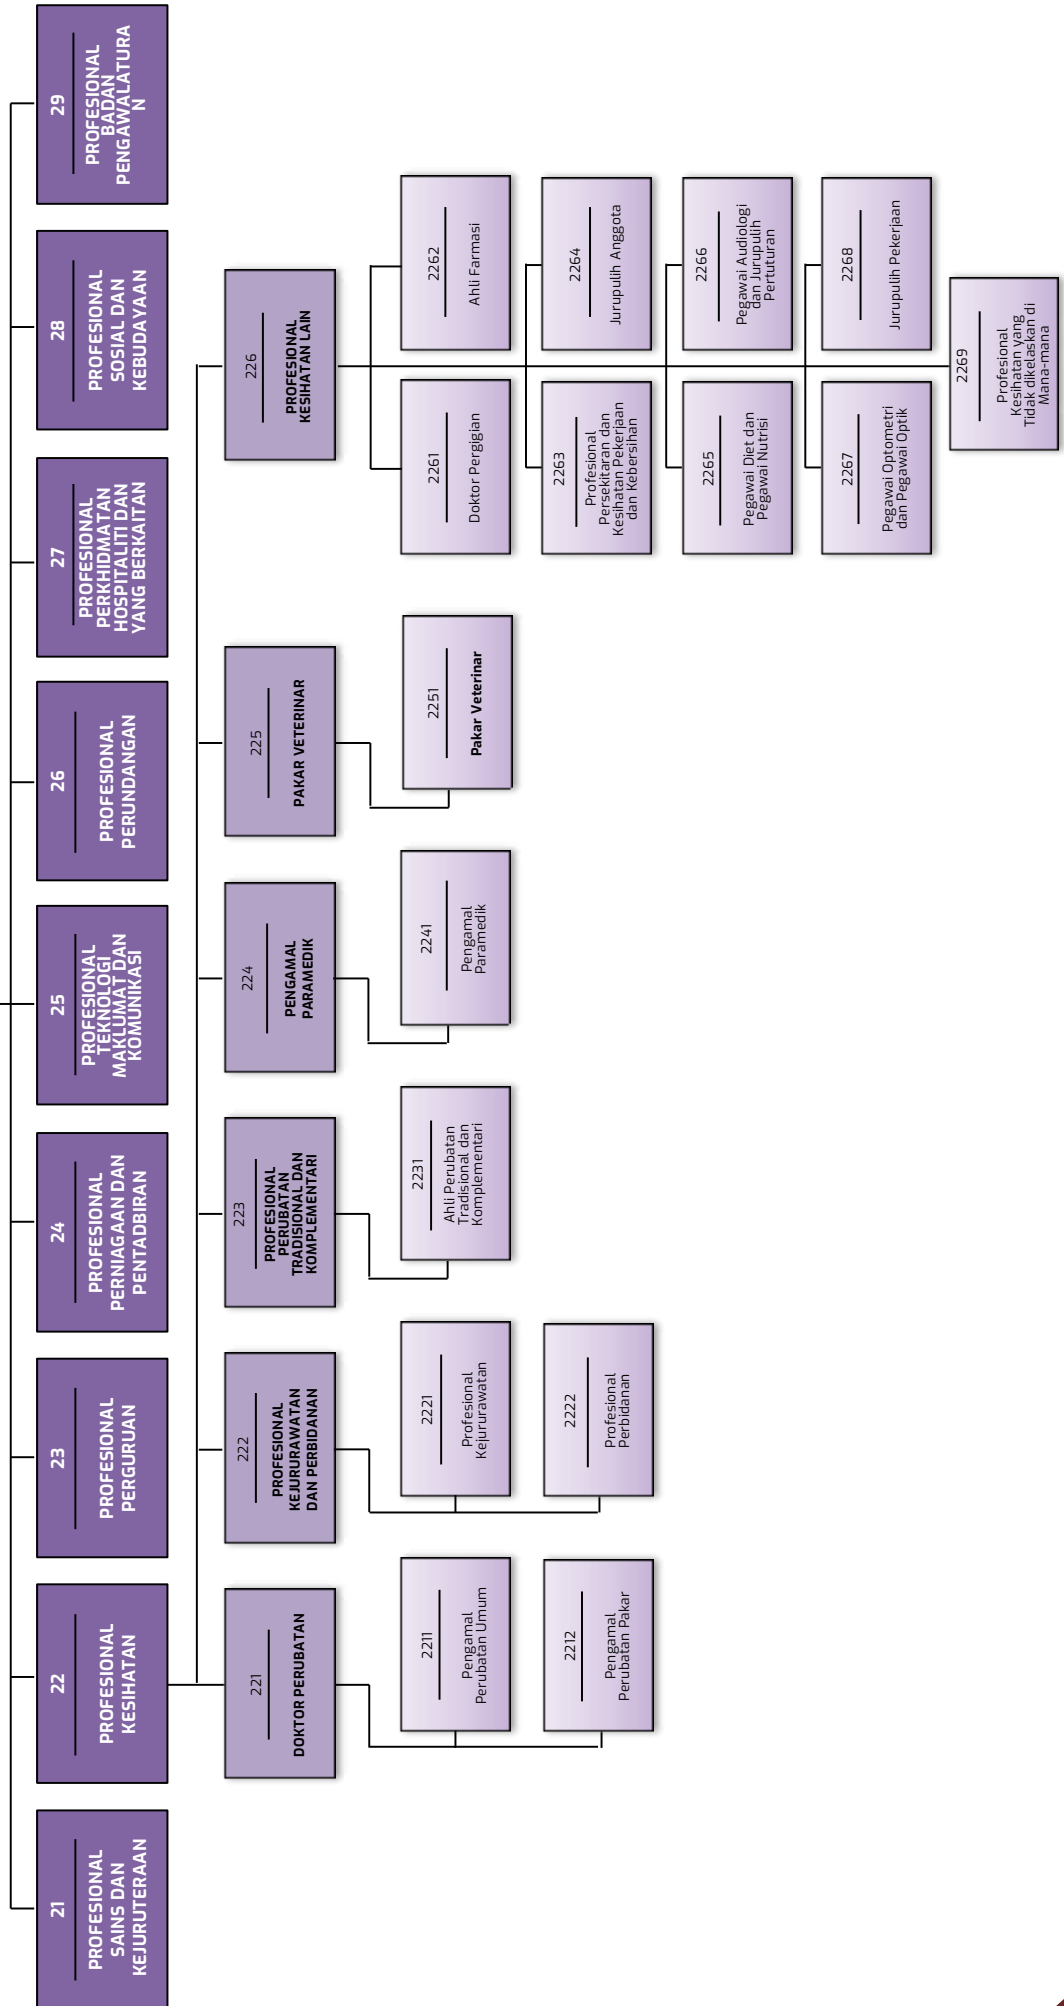 21
PROFESIONAL
SAINS DAN
KEJURUTERAAN
22
PROFESIONAL
KESIHATAN
23
PROFESIONAL
PERGURUAN
24
PROFESIONAL
PERNIAGAAN DAN
PENTADBIRAN
25
PROFESIONAL
TEKNOLOGI
MAKLUMAT DAN
KOMUNIKASI
26
PROFESIONAL
PERUNDANGAN
27
PROFESIONAL
PERKHIDMATAN
HOSPITALITI DAN
YANG BERKAITAN
28
PROFESIONAL
SOSIAL DAN
KEBUDAYAAN
29
PROFESIONAL
BADAN
PENGAWALATURA
N
221
DOKTOR PERUBATAN
222
PROFESIONAL
KEJURURAWATAN
DAN PERBIDANAN
223
PROFESIONAL
PERUBATAN
TRADISIONAL DAN
KOMPLEMENTARI
224
PENGAMAL
PARAMEDIK
225
PAKAR VETERINAR
226
PROFESIONAL
KESIHATAN LAIN
2211
Pengamal
Perubatan Umum
2212
Pengamal
Perubatan Pakar
2221
Profesional
Kejururawatan
2222
Profesional
Perbidanan
2231
Ahli Perubatan
Tradisional dan
Komplementari
2241
Pengamal
Paramedik
2251
Pakar Veterinar
2261
Doktor Pergigian
2262
Ahli Farmasi
2263
Profesional
Persekitaran dan
Kesihatan Pekerjaan
dan Kebersihan
2264
Jurupulih Anggota
2265
Pegawai Diet dan
Pegawai Nutrisi
2266
Pegawai Audiologi
dan Jurupulih
Pertuturan
2267
Pegawai Optometri
dan Pegawai Optik
2268
Jurupulih Pekerjaan
2269
Profesional
Kesihatan yang
Tidak dikelaskan di
Mana-mana